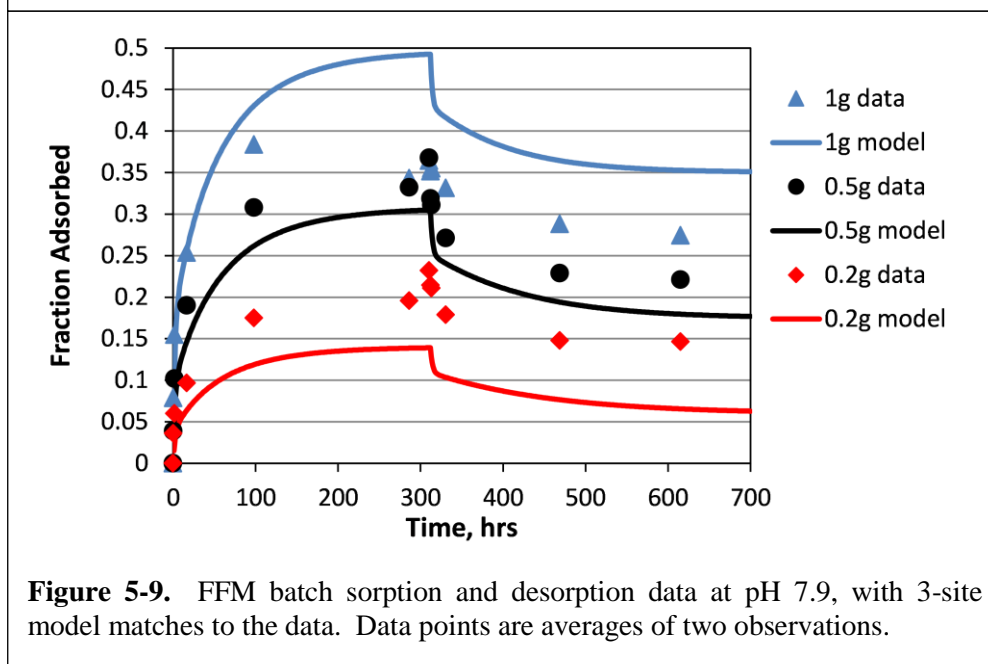 0.5
0.45
0.4
0.35
0.3
0.25
0.2
0.15
0.1
0.05
0
Fraction Adsorbed
0 100 200 300 400 500 600 700
Time, hrs
1g data
1g model
0.5g data
0.5g model
0.2g data
0.2g model
Figure 5-9. FFM batch sorption and desorption data at pH 7.9, with 3-site
model matches to the data. Data points are averages of two observations.